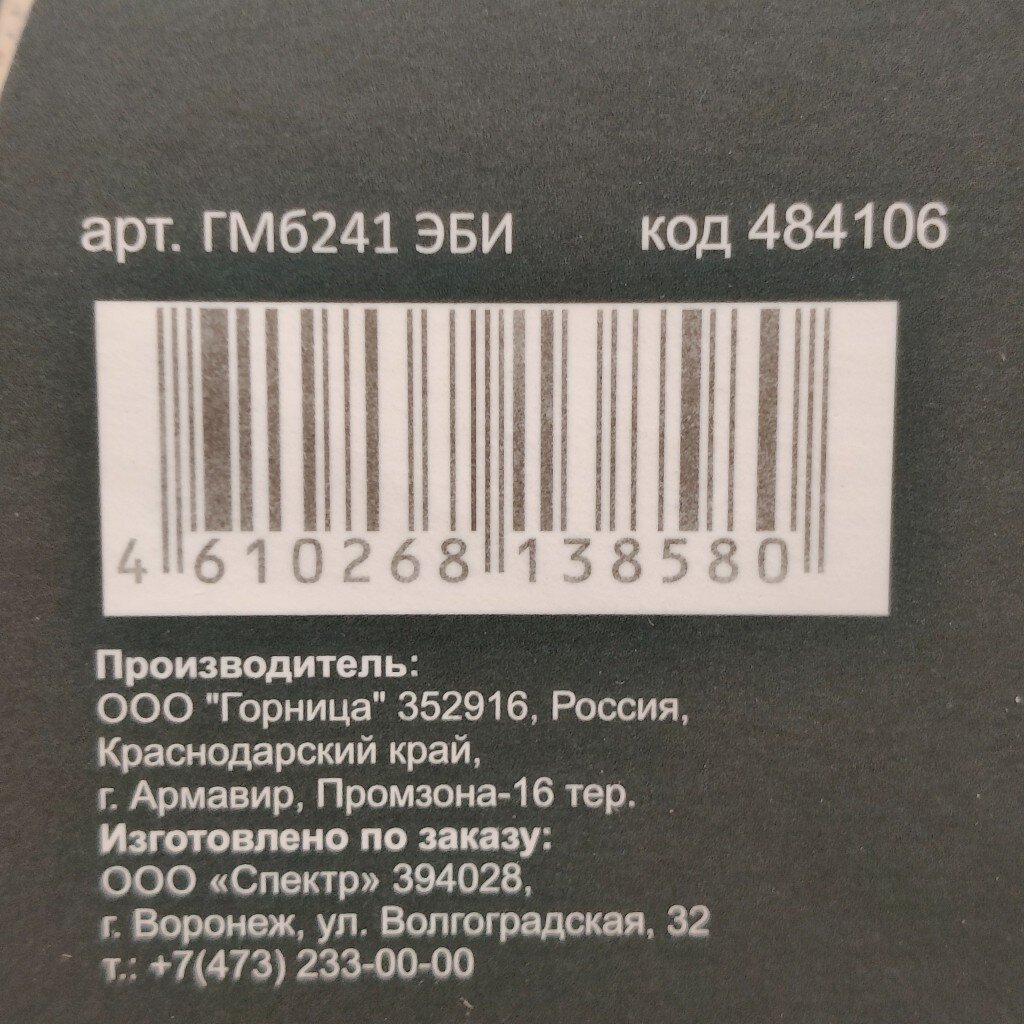 арт. ГМ6241 ЭБИ код 484106
4 610268 138580
Производитель:
ООО "Горница" 352916, Россия,
Краснодарский край,
г. Армавир, Промзона-16 тер.
Изготовлено по заказу:
ООО «Спектр» 394028,
г. Воронеж, ул. Волгоградская, 32
т.: +7(473) 233-00-00